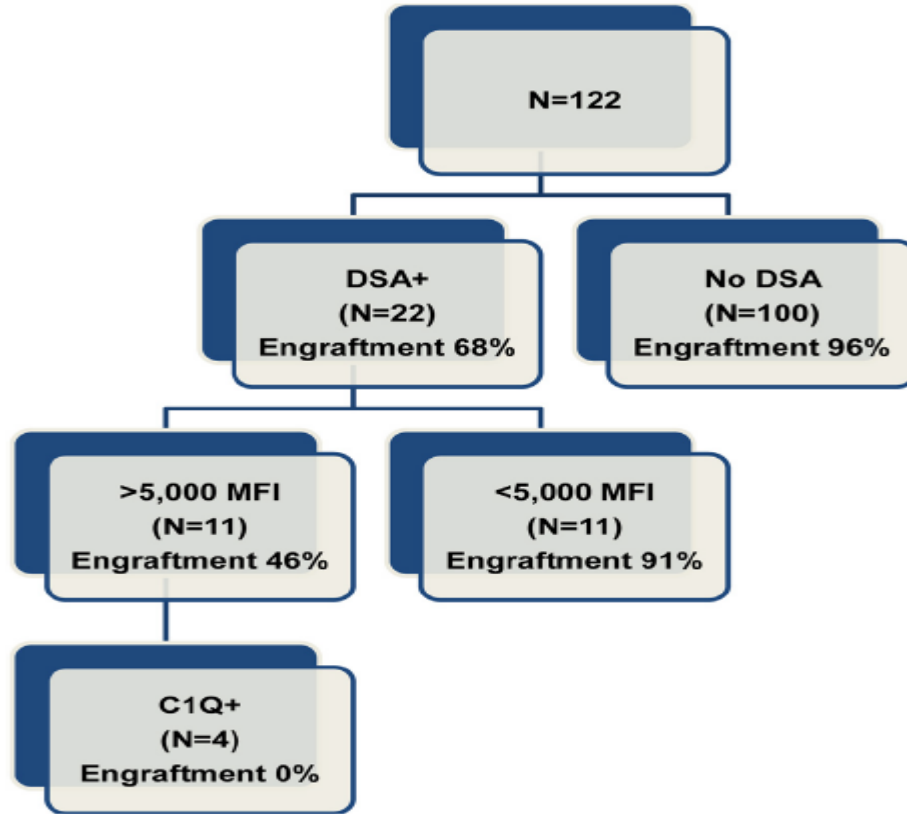 N=122
DSA+
(N=22)
Engraftment 68%
No DSA
(N=100)
Engraftment 96%
>5,000 MFI
(N=11)
Engraftment 46%
<5,000 MFI
(N=11)
Engraftment 91%
C1Q+
(N=4)
Engraftment 0%